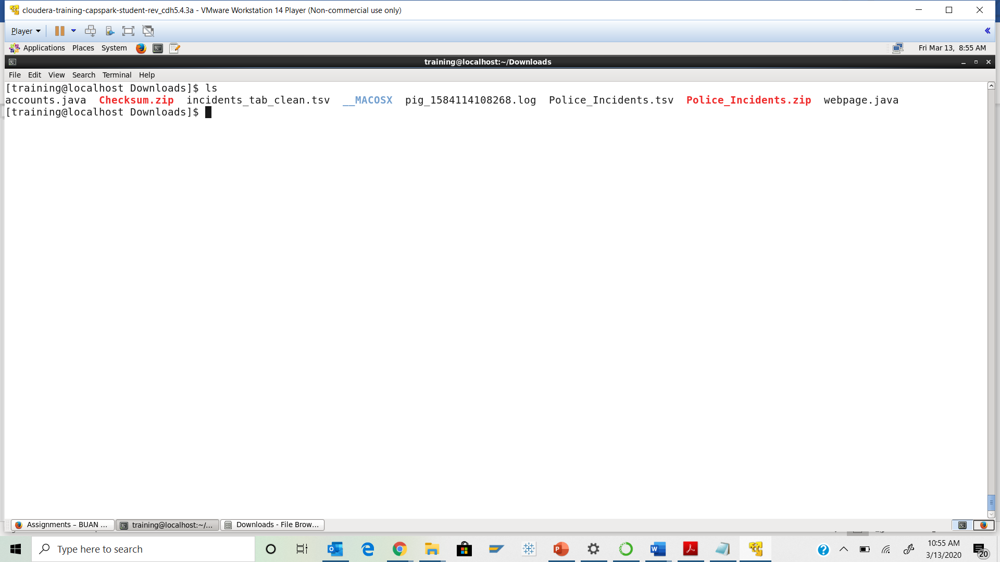 cloudera-training-capspark-student-rev_cdh5.4.3a - VMware Workstation 14 Player (Non-commercial use only)
Player
Applications Places System Fri Mar 13, 8:55 AM
training@localhost:~/Downloads
File Edit View Search Terminal Help
[training@localhost Downloads]$ ls
accounts.java Checksum.zip incidents_tab_clean.tsv __MACOSX pig_1584114108268.log Police_Incidents.tsv Police_Incidents.zip webpage.java
[training@localhost Downloads]$
Assignments – BUAN ... training@localhost:~/... Downloads - File Brow...
Type here to search
10:55 AM
3/13/2020
20